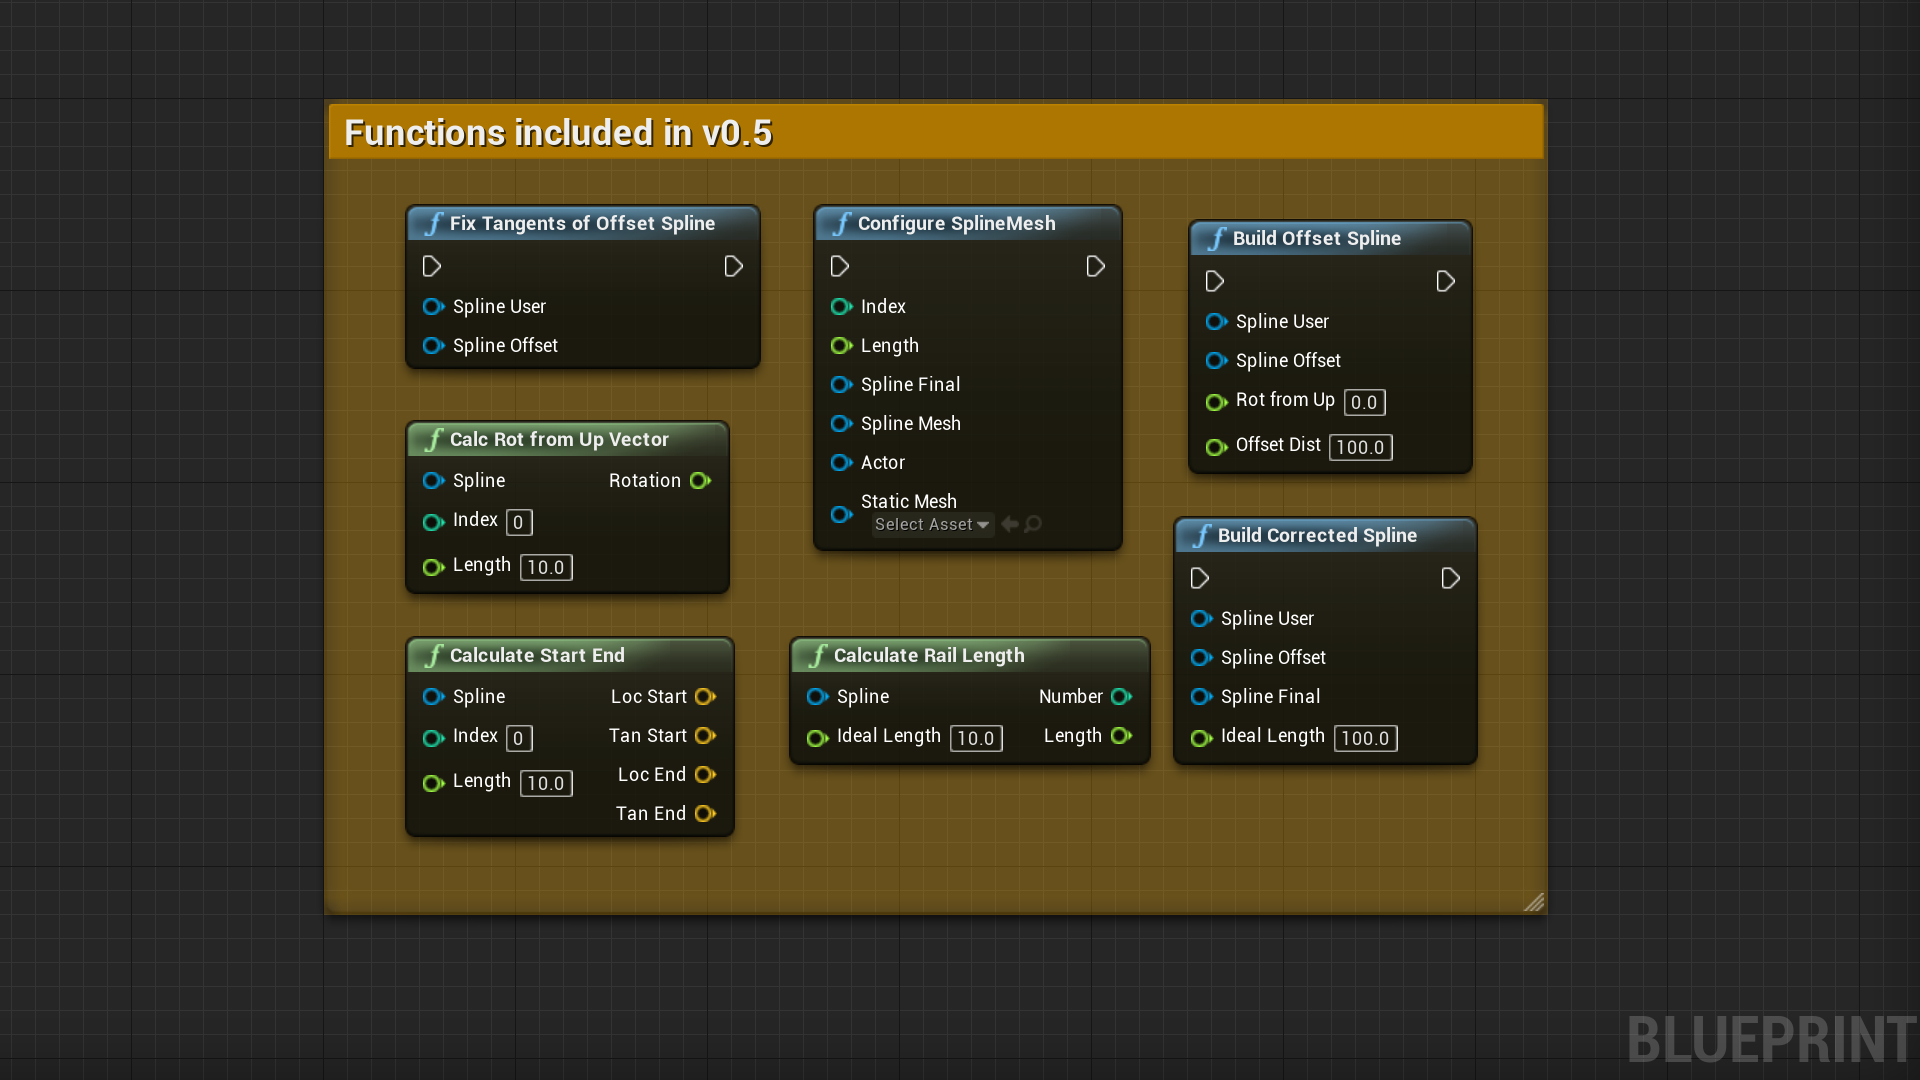 Functions included in v0.5
f Fix Tangents of Offset Spline
Spline User
Spline Offset
f Configure SplineMesh
Index
Length
Spline Final
Spline Mesh
Actor
Static Mesh
Select Asset
f Build Offset Spline
Spline User
Spline Offset
Rot from Up 0.0
Offset Dist 100.0
f Calc Rot from Up Vector
Spline Rotation
Index 0
Length 10.0
f Build Corrected Spline
Spline User
Spline Offset
Spline Final
Ideal Length 100.0
f Calculate Start End
Spline Loc Start
Index 0 Tan Start
Length 10.0 Loc End
Tan End
f Calculate Rail Length
Spline Number
Ideal Length 10.0 Length
BLUEPRINT